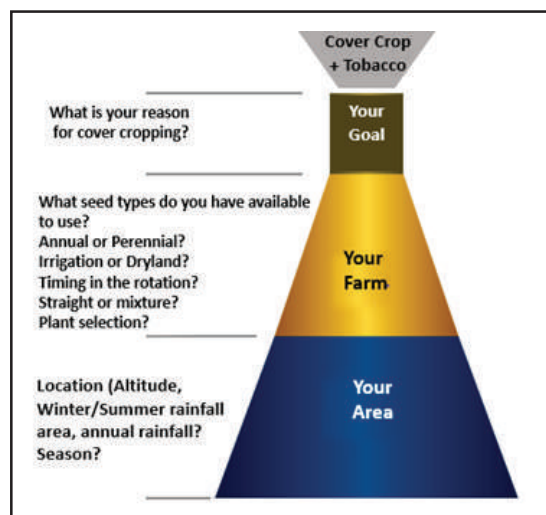 Cover Crop
+ Tobacco
What is your reason
for cover cropping?
Your
Goal
What seed types do you have available
to use?
Annual or Perennial?
Irrigation or Dryland?
Timing in the rotation?
Straight or mixture?
Plant selection?
Your
Farm
Location (Altitude,
Winter/Summer rainfall
area, annual rainfall?
Season?
Your
Area